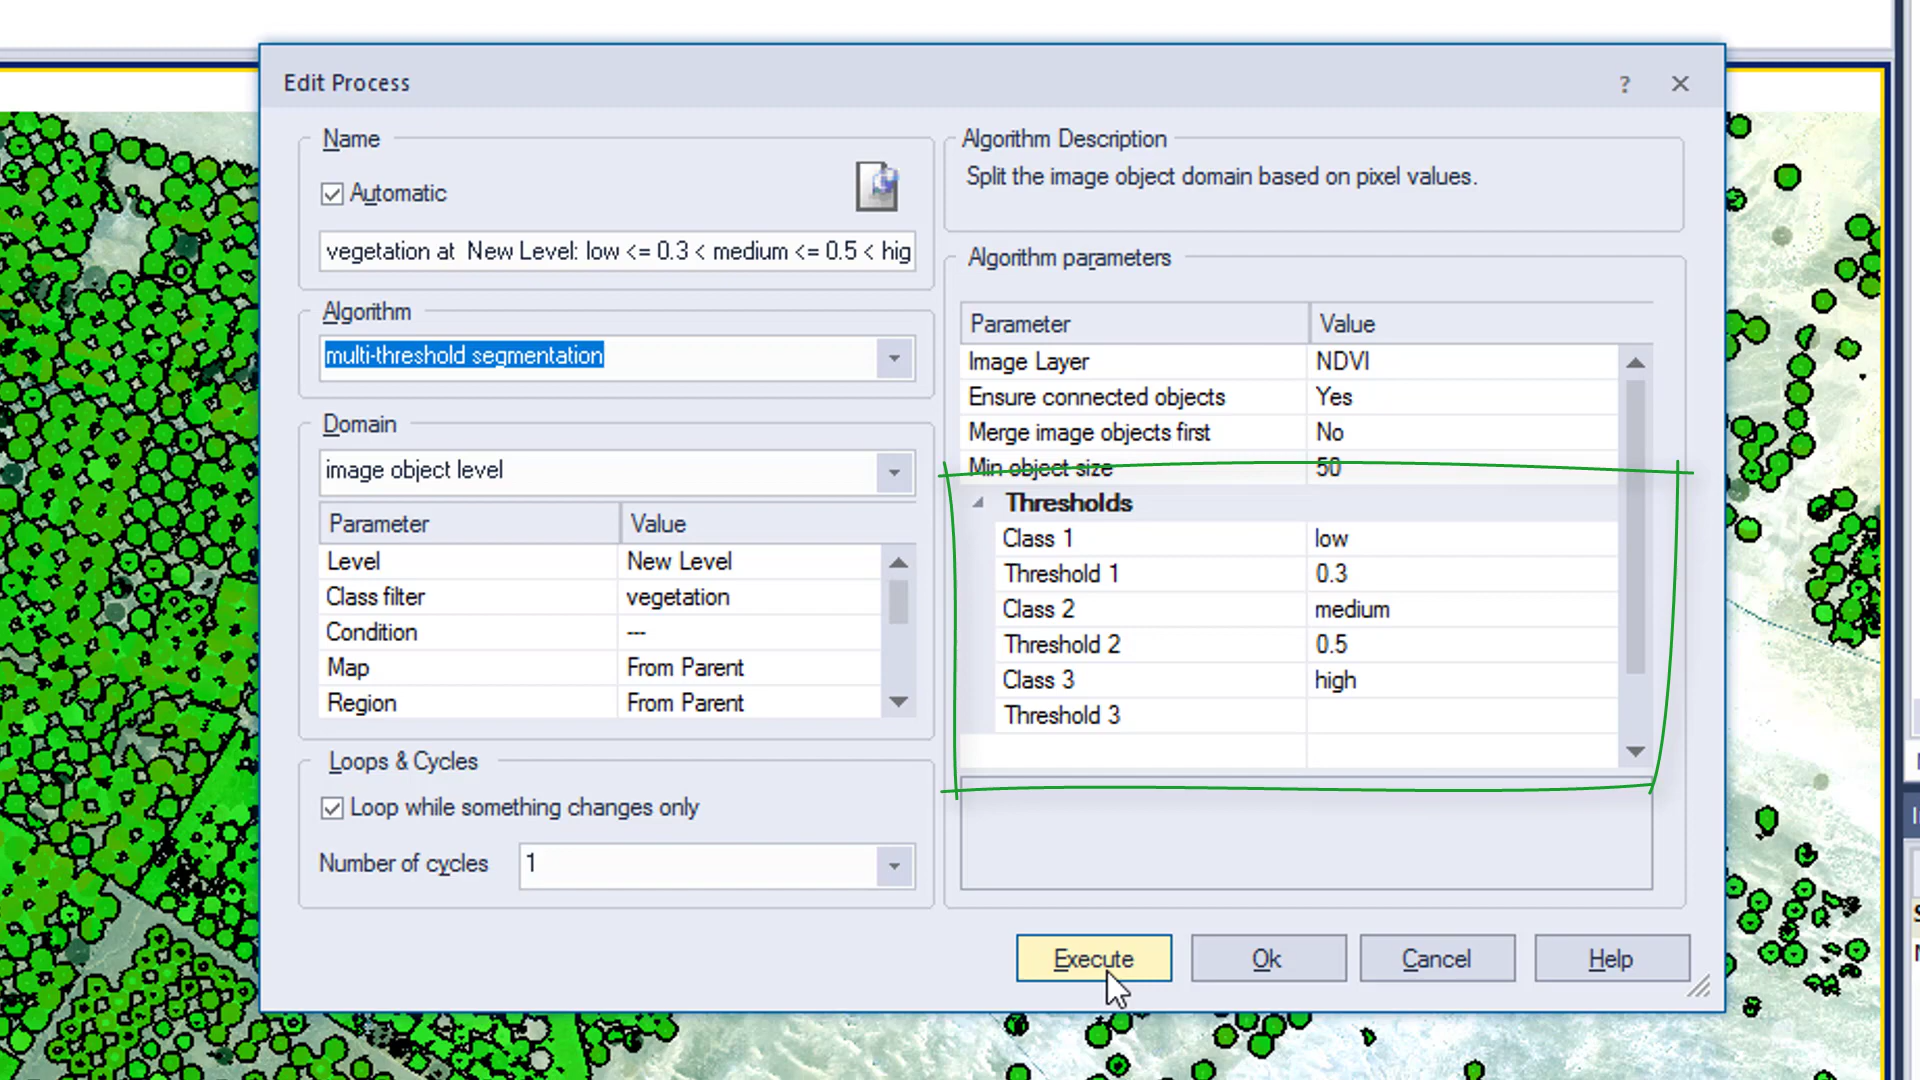 Edit Process
?
Name
Automatic
vegetation at New Level: low <= 0.3 < medium <= 0.5 < hig
Algorithm
multi-threshold segmentation
Domain
image object level
Parameter Value
Level New Level
Class filter vegetation
Condition ---
Map From Parent
Region From Parent
Loops & Cycles
Loop while something changes only
Number of cycles 1
Algorithm Description
Split the image object domain based on pixel values.
Algorithm parameters
Parameter Value
Image Layer NDVI
Ensure connected objects Yes
Merge image objects first No
Min object size 50
Thresholds
Class 1 low
Threshold 1 0.3
Class 2 medium
Threshold 2 0.5
Class 3 high
Threshold 3
Execute Ok Cancel Help